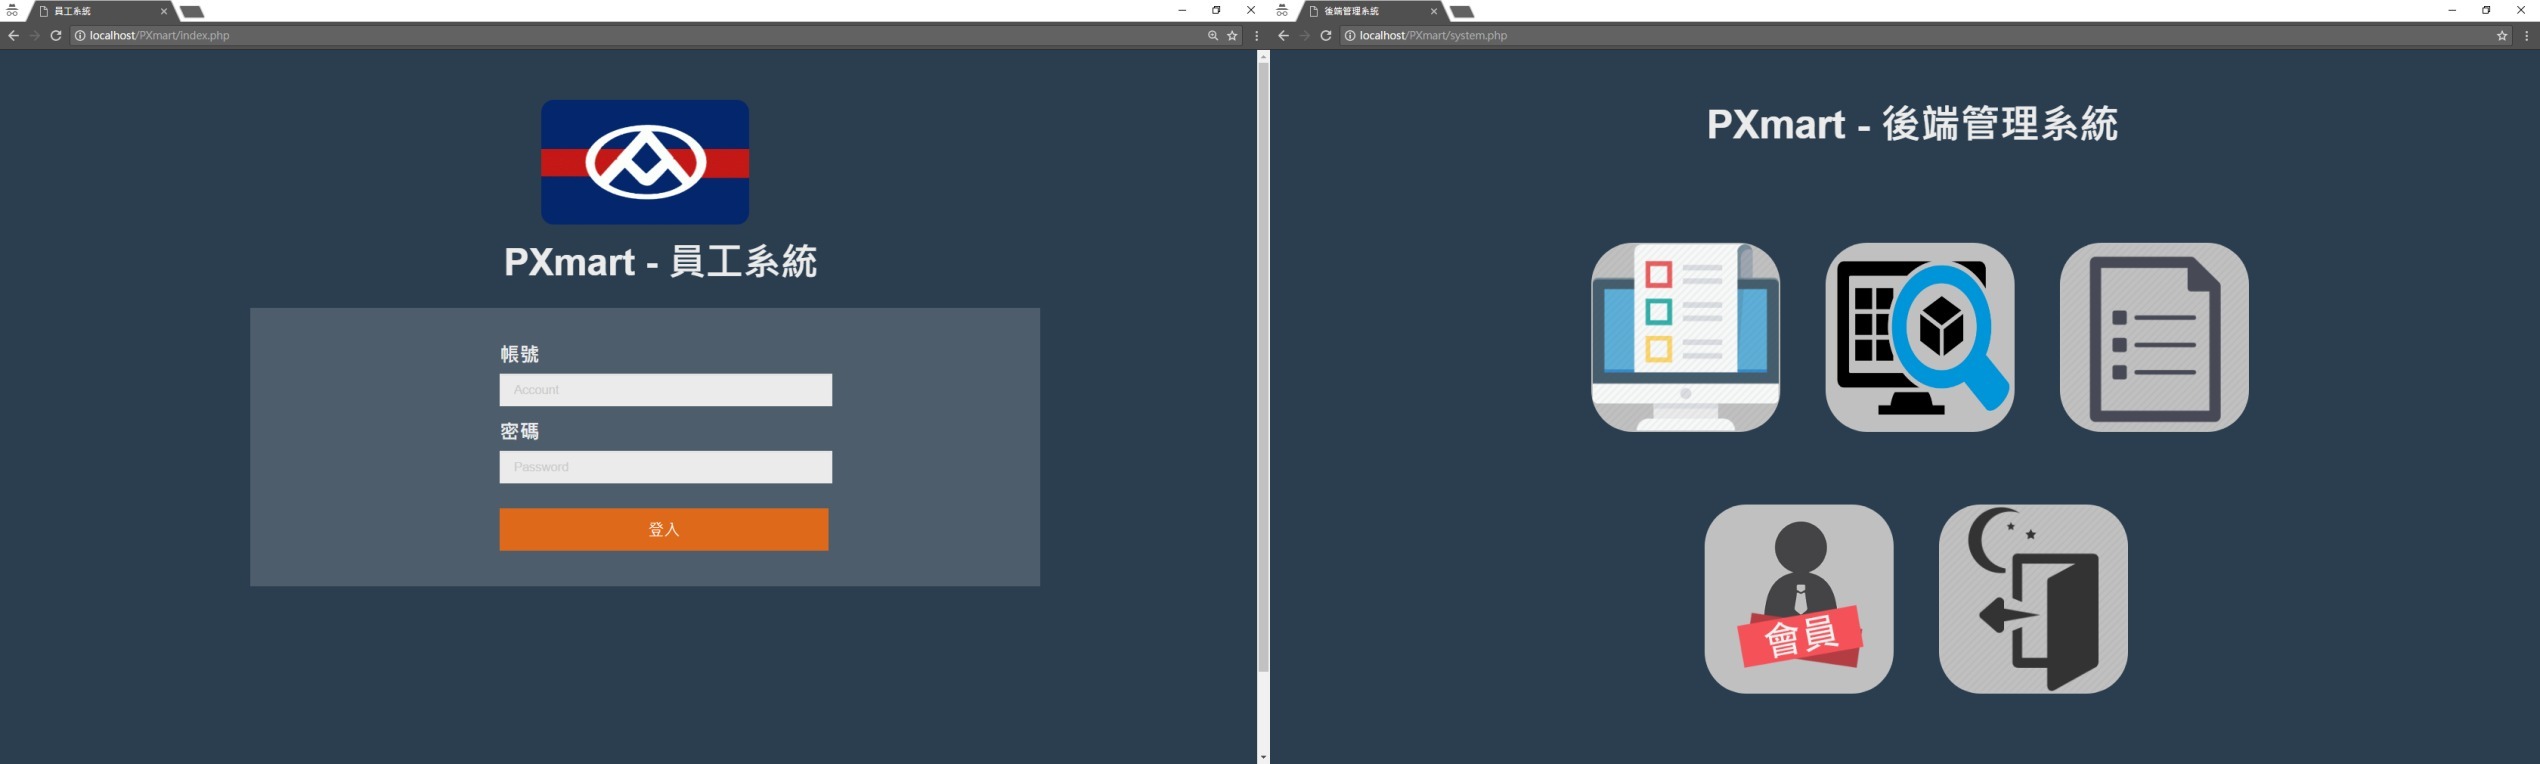 員工系統
localhost/PXmart/index.php
PXmart - 員工系統
帳號
Account
密碼
Password
登入
後端管理系統
localhost/PXmart/system.php
PXmart - 後端管理系統
會員